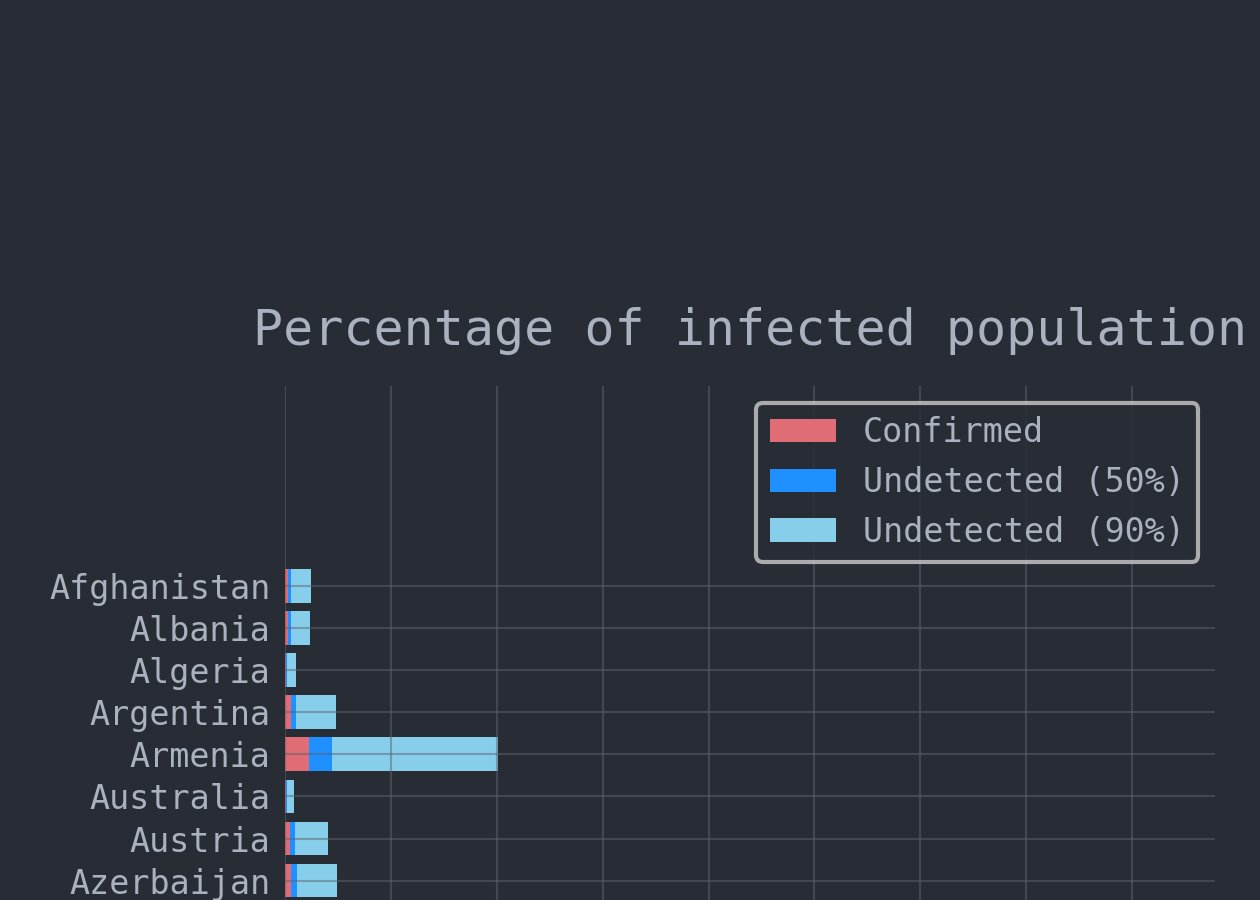 Percentage of infected population
Confirmed
Undetected (50%)
Undetected (90%)
Afghanistan
Albania
Algeria
Argentina
Armenia
Australia
Austria
Azerbaijan